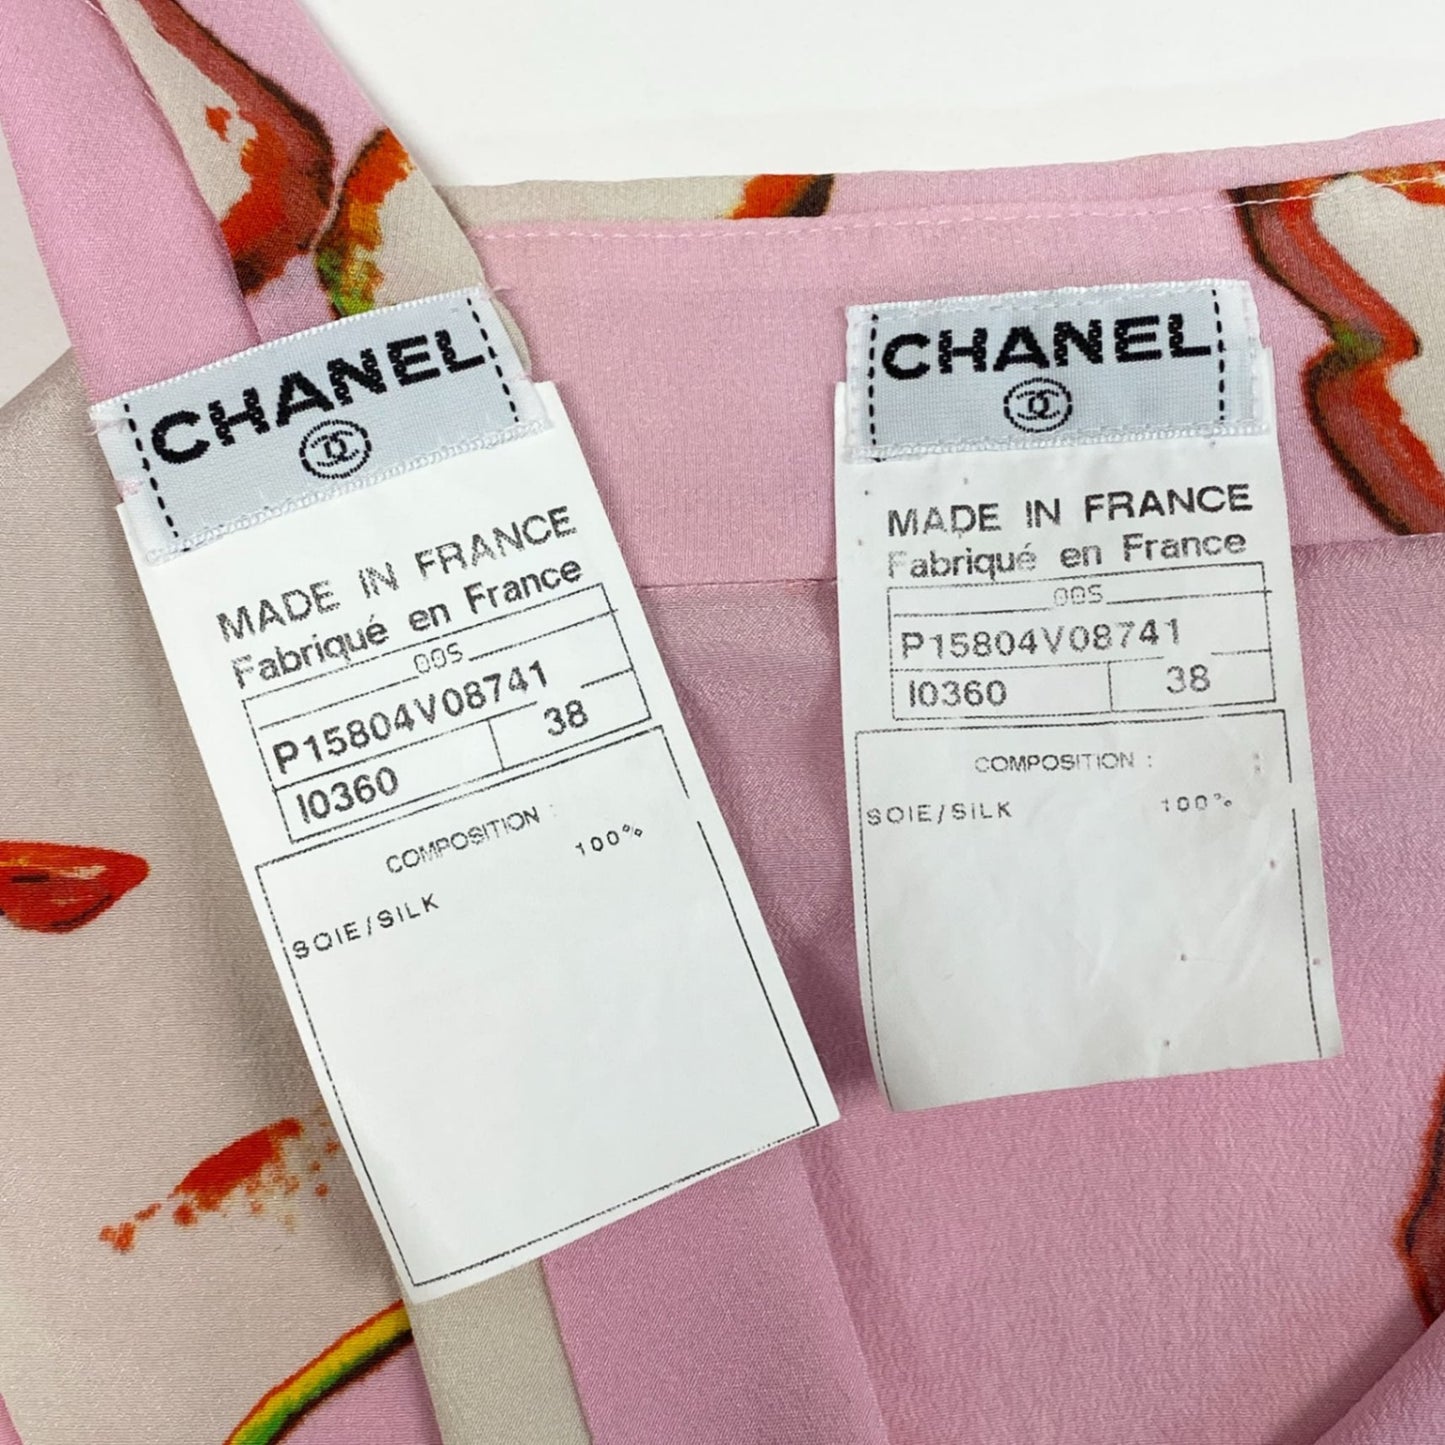 CHANEL
MADE IN FRANCE
Fabriqué en France
00S
P15804V08741
I0360 38
COMPOSITION :
SOIE/SILK 100%
CHANEL
MADE IN FRANCE
Fabriqué en France
00S
P15804V08741
I0360 38
COMPOSITION :
SOIE/SILK 100%